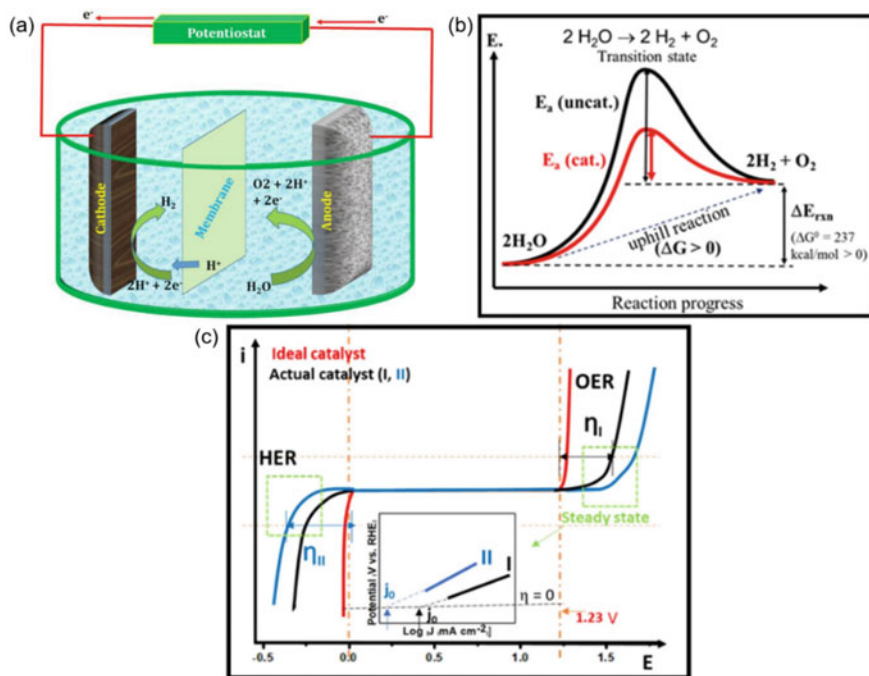 (a)
e⁻
e⁻
Potentiostat
Cathode
Membrane
Anode
H₂
O2 + 2H⁺
+ 2e⁻
H⁺
2H⁺ + 2e⁻
H₂O
(b)
E.
2 H₂O → 2 H₂ + O₂
Transition state
Eₐ (uncat.)
Eₐ (cat.)
2H₂ + O₂
2H₂O
uphill reaction
(ΔG > 0)
ΔEᵣₓₙ
(ΔG⁰ = 237
kcal/mol > 0)
Reaction progress
(c)
i
Ideal catalyst
Actual catalyst (I, II)
OER
ηI
HER
Steady state
ηII
Potential /V vs. RHE
II
I
j₀
j₀
η = 0
Log J mA cm⁻²
1.23 V
-0.5
0.0
0.5
1.0
1.5
E